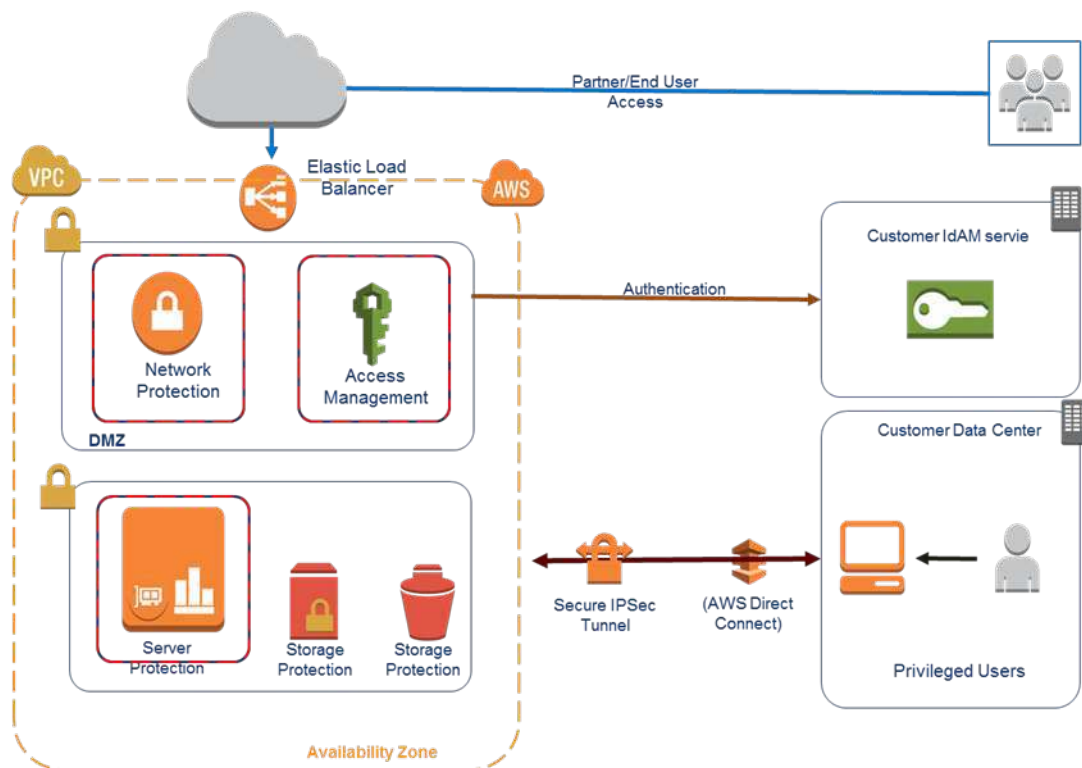 Partner/End User
Access
Elastic Load
Balancer
VPC
AWS
Customer IdAM servie
Authentication
Network
Protection
Access
Management
DMZ
Customer Data Center
Secure IPSec
Tunnel
(AWS Direct
Connect)
Server
Protection
Storage
Protection
Storage
Protection
Privileged Users
Availability Zone